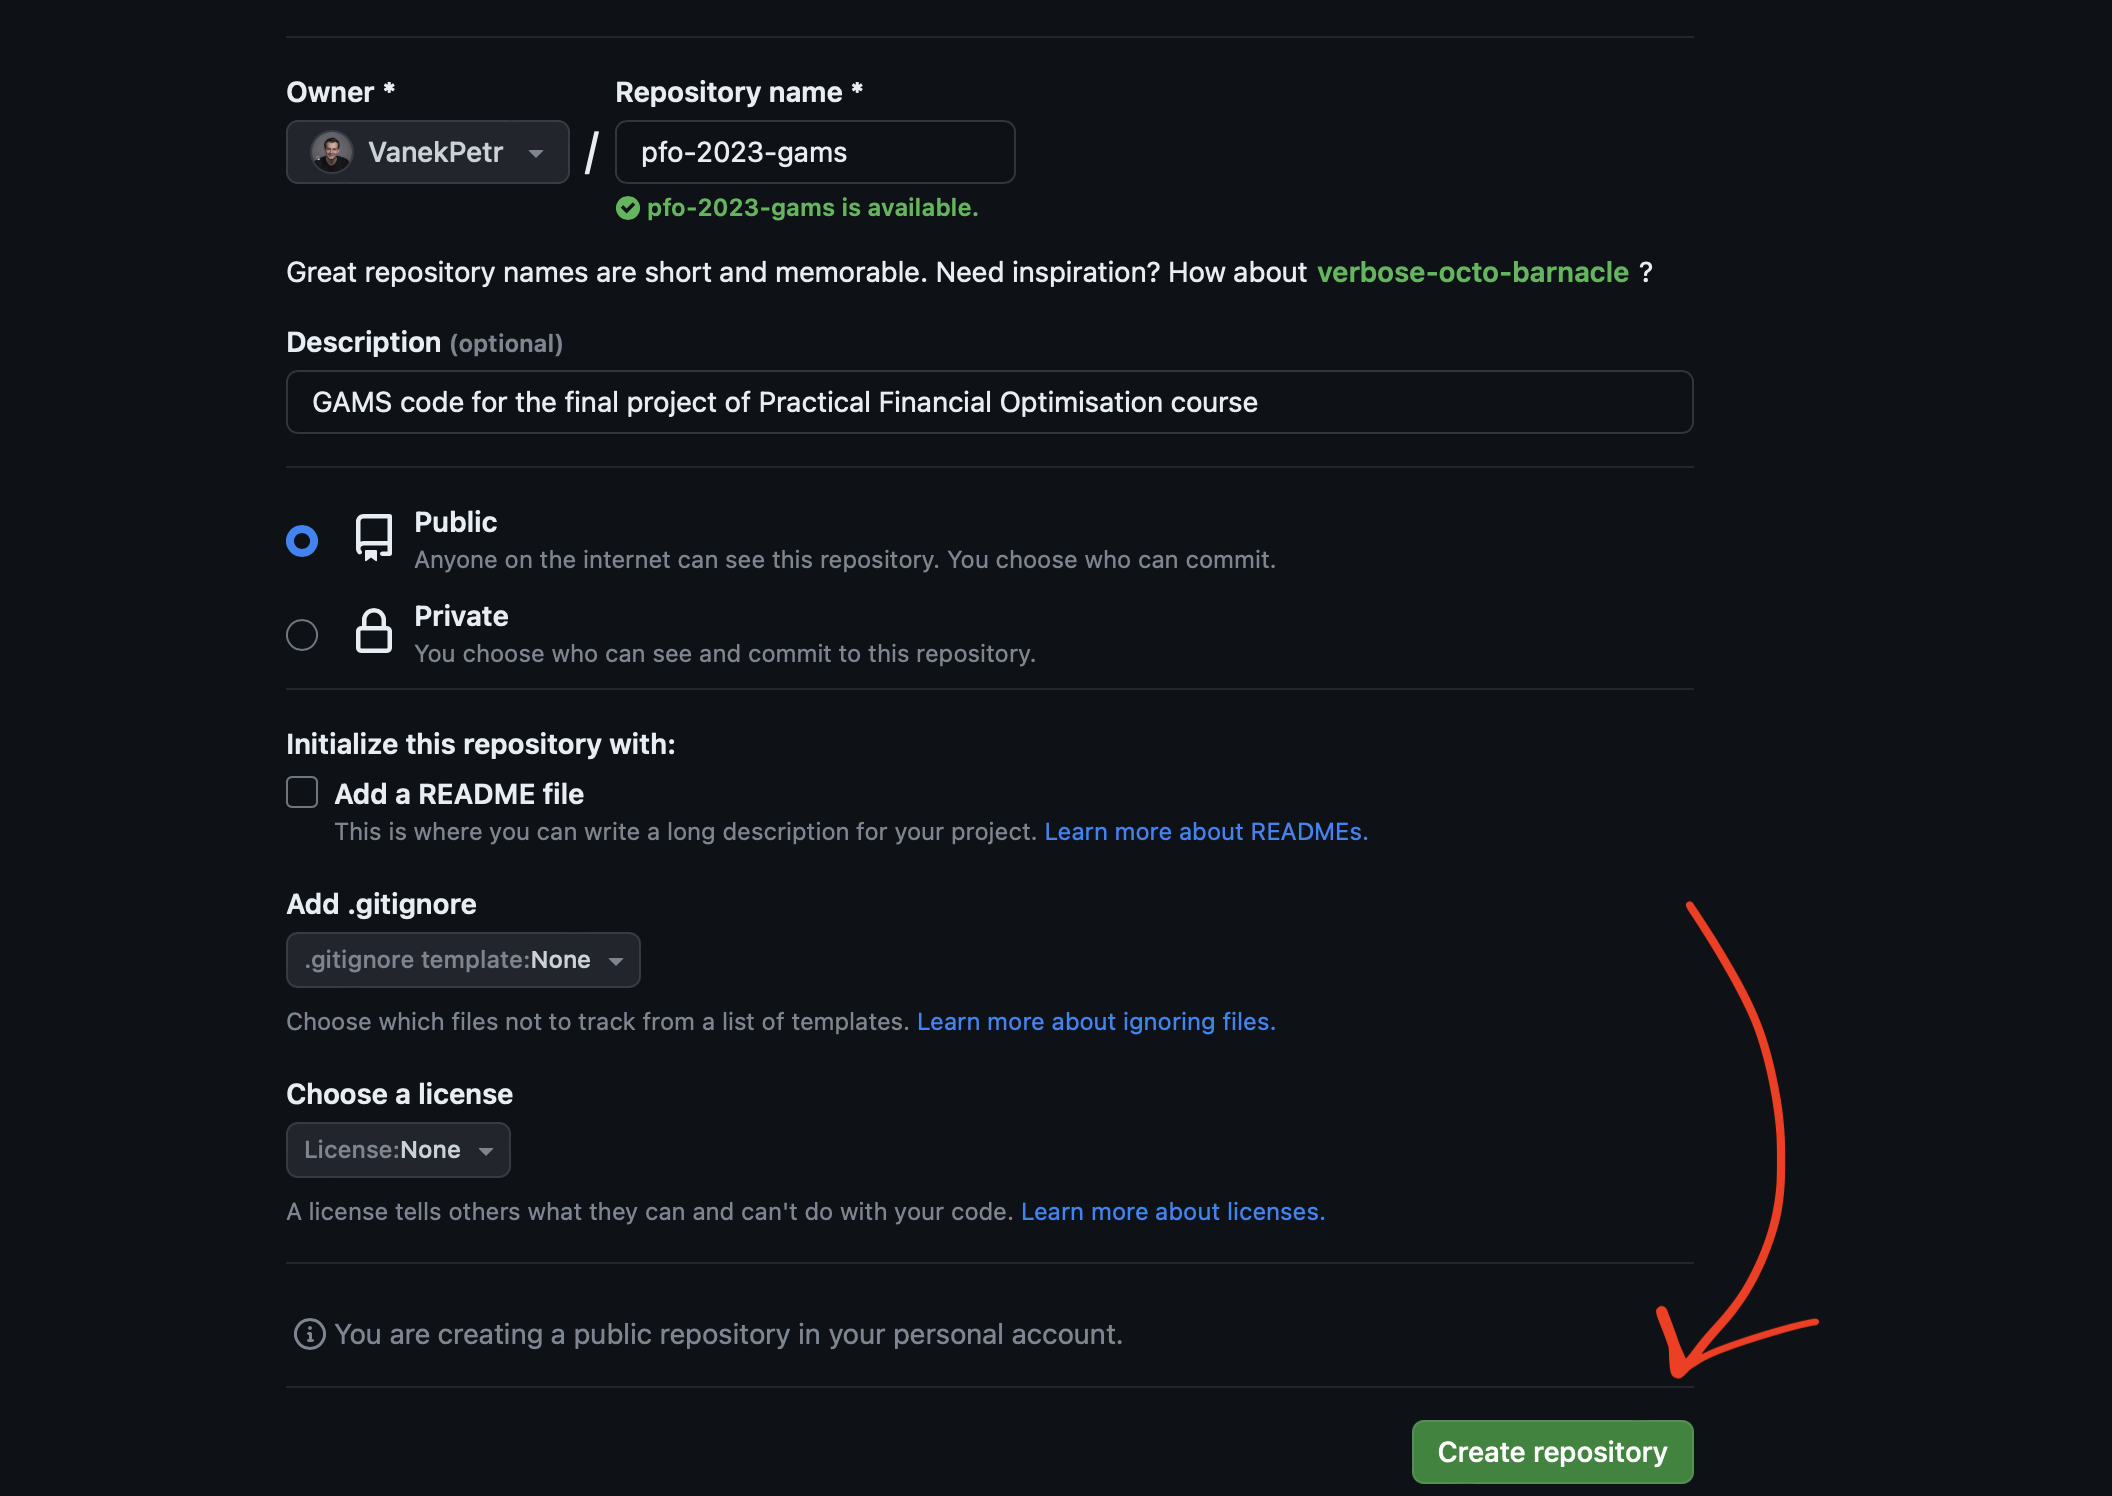 Owner * Repository name *
VanekPetr / pfo-2023-gams
pfo-2023-gams is available.
Great repository names are short and memorable. Need inspiration? How about verbose-octo-barnacle ?
Description (optional)
GAMS code for the final project of Practical Financial Optimisation course
Public
Anyone on the internet can see this repository. You choose who can commit.
Private
You choose who can see and commit to this repository.
Initialize this repository with:
Add a README file
This is where you can write a long description for your project. Learn more about READMEs.
Add .gitignore
.gitignore template:None
Choose which files not to track from a list of templates. Learn more about ignoring files.
Choose a license
License:None
A license tells others what they can and can't do with your code. Learn more about licenses.
You are creating a public repository in your personal account.
Create repository